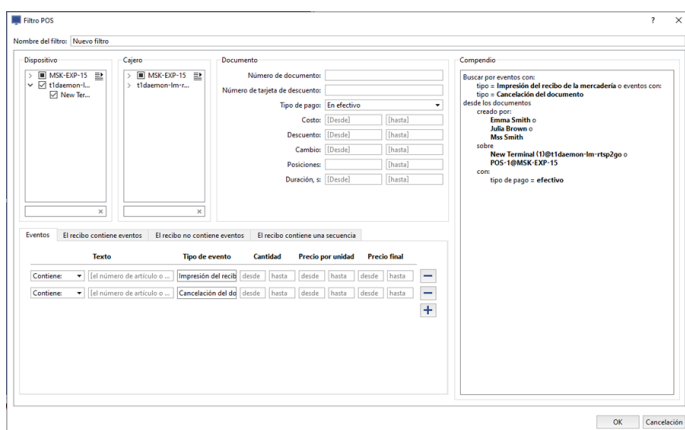 Filtro POS
Nombre del filtro: Nuevo filtro
Dispositivo
MSK-EXP-15
t1daemon-l...
New Ter...
Cajero
MSK-EXP-15
t1daemon-lm-r...
Documento
Número de documento:
Número de tarjeta de descuento:
Tipo de pago: En efectivo
Costo: [Desde] [hasta]
Descuento: [Desde] [hasta]
Cambio: [Desde] [hasta]
Posiciones: [hasta]
Duración, s: [Desde] [hasta]
Compendio
Buscar por eventos con:
tipo = Impresión del recibo de la mercadería o eventos con:
tipo = Cancelación del documento
desde los documentos
creado por:
Emma Smith o
Julia Brown o
Mss Smith
sobre
New Terminal (1)@t1daemon-lm-rtsp2go o
POS-1@MSK-EXP-15
con:
tipo de pago = efectivo
Eventos El recibo contiene eventos El recibo no contiene eventos El recibo contiene una secuencia
Texto Tipo de evento Cantidad Precio por unidad Precio final
Contiene: [el número de artículo o ... Impresión del recib desde hasta desde hasta desde hasta
Contiene: [el número de artículo o ... Cancelación del do desde hasta desde hasta desde hasta
OK Cancelación